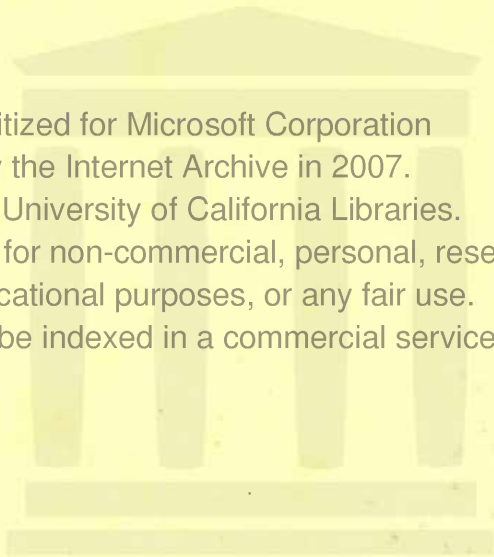 itized for Microsoft Corporation
the Internet Archive in 2007.
University of California Libraries.
for non-commercial, personal, rese
cational purposes, or any fair use.
be indexed in a commercial service